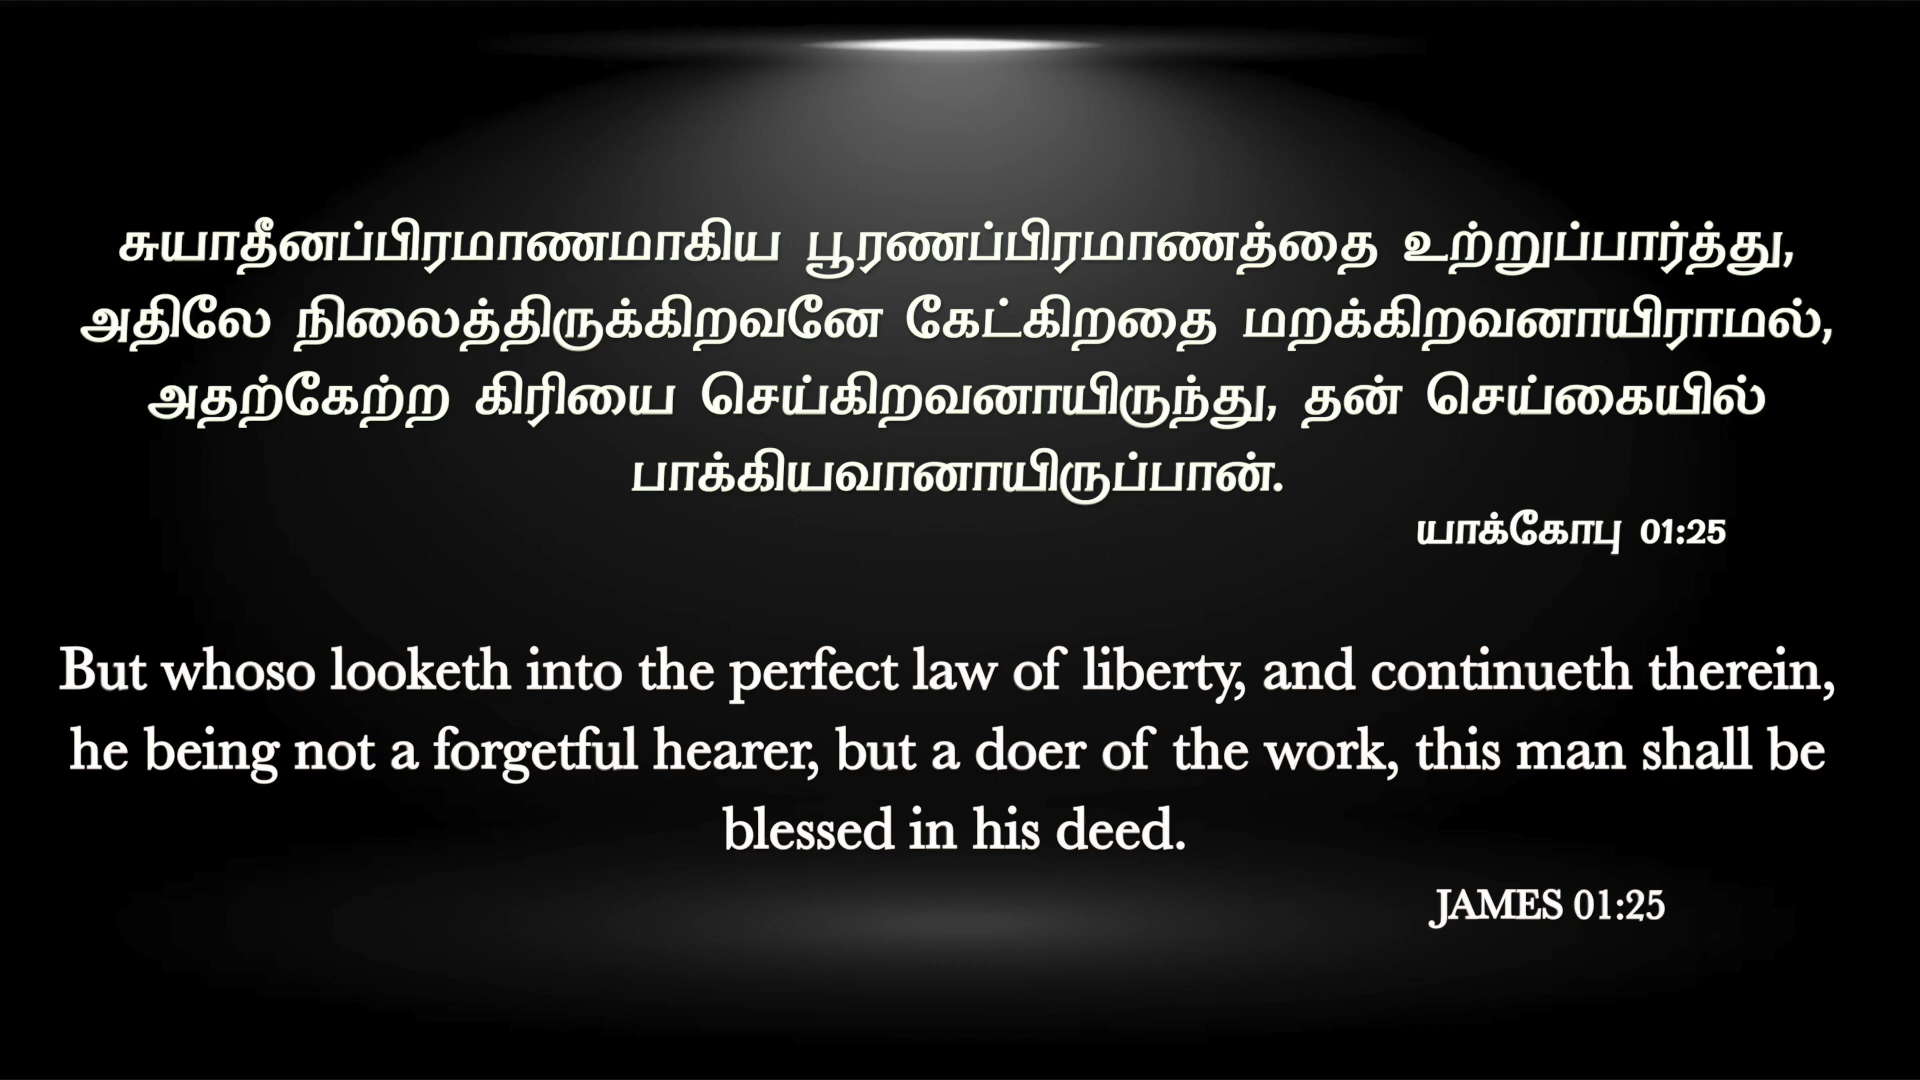 சுயாதீனப்பிரமாணமாகிய பூரணப்பிரமாணத்தை உற்றுப்பார்த்து,
அதிலே நிலைத்திருக்கிறவனே கேட்கிறதை மறக்கிறவனாயிராமல்,
அதற்கேற்ற கிரியை செய்கிறவனாயிருந்து, தன் செய்கையில்
பாக்கியவானாயிருப்பான்.
யாக்கோபு 01:25
But whoso looketh into the perfect law of liberty, and continueth therein,
he being not a forgetful hearer, but a doer of the work, this man shall be
blessed in his deed.
JAMES 01:25